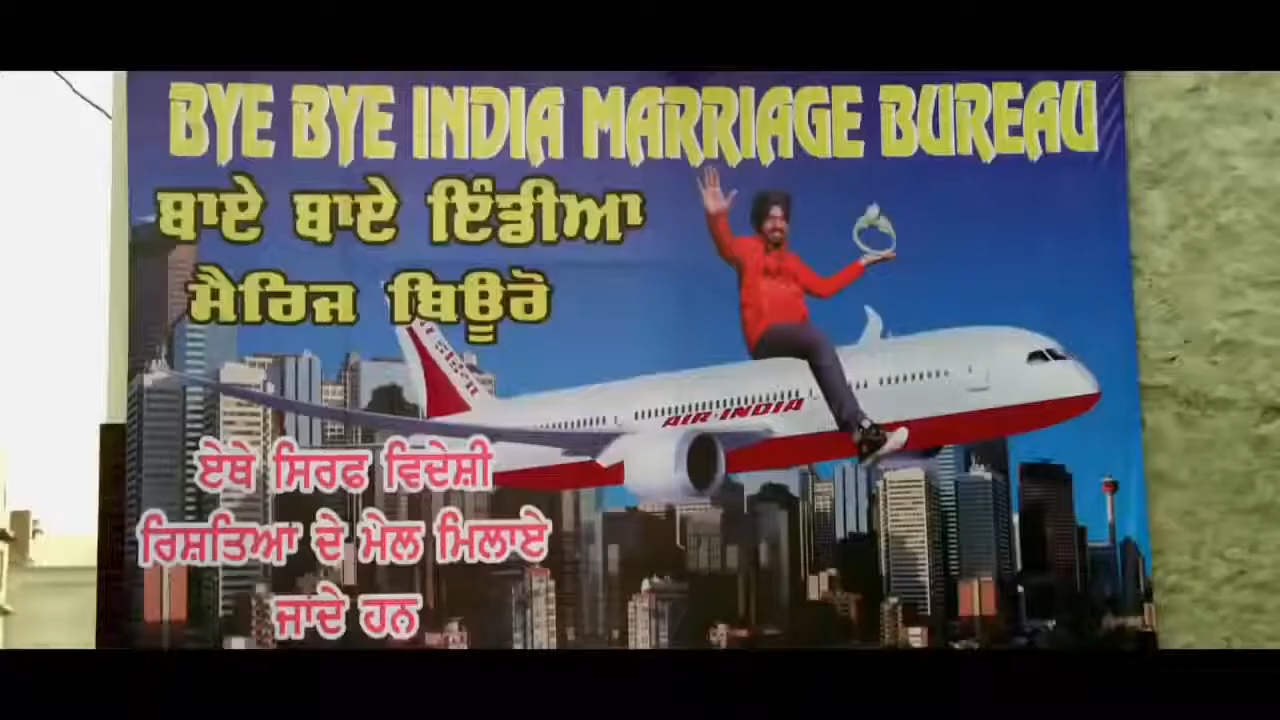 BYE BYE INDIA MARRIAGE BUREAU
ਬਾਏ ਬਾਏ ਇੰਡੀਆ
ਮੈਰਿਜ ਬਿਊਰੋ
AIR-INDIA
ਏਥੇ ਸਿਰਫ ਵਿਦੇਸ਼ੀ
ਰਿਸ਼ਤਿਆ ਦੇ ਮੇਲ ਮਿਲਾਏ
ਜਾਂਦੇ ਹਨ